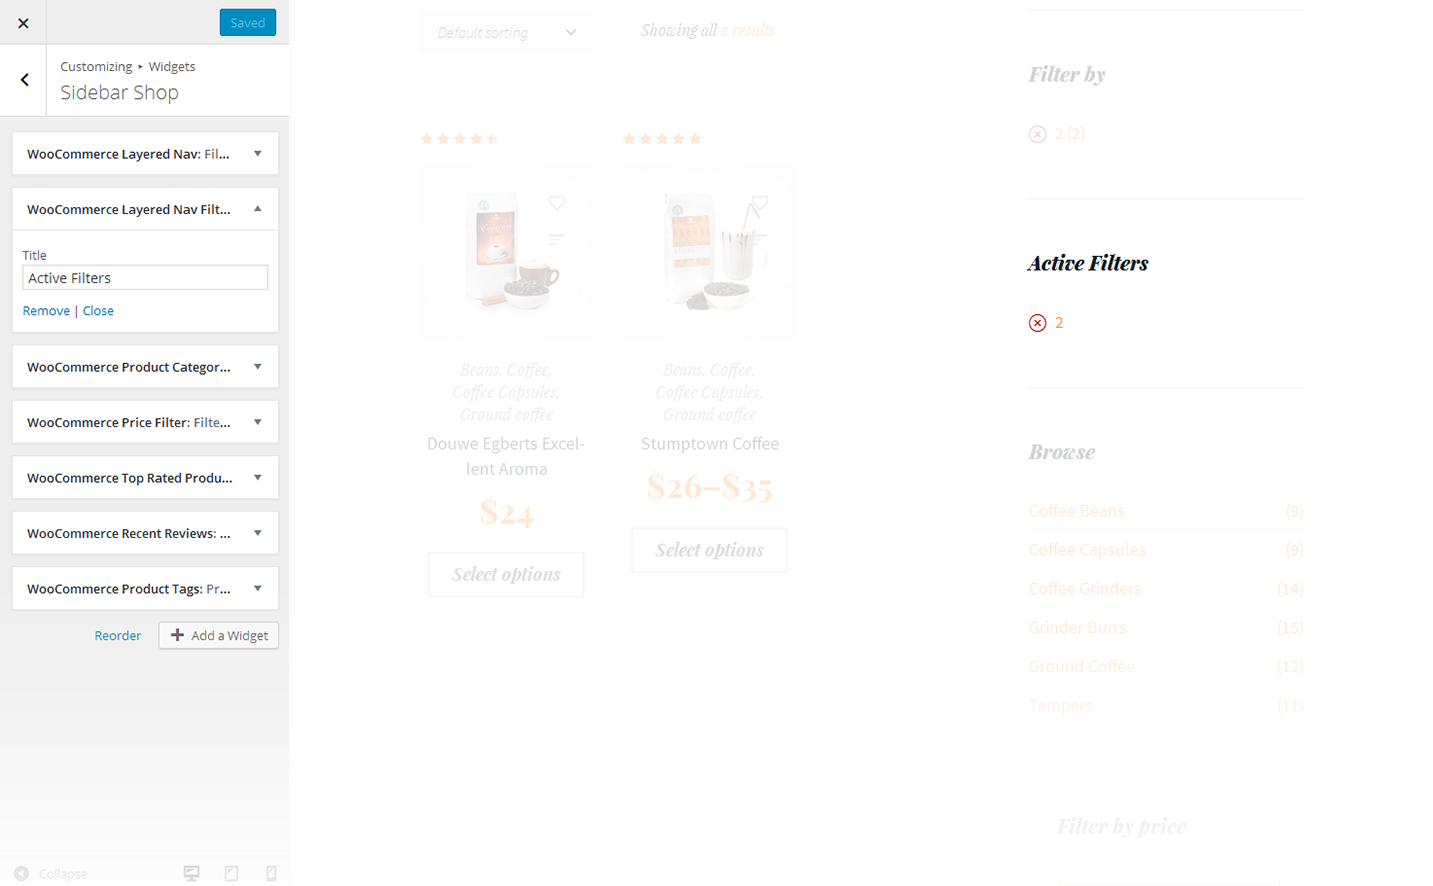 Saved
Customizing ▸ Widgets
Sidebar Shop
WooCommerce Layered Nav: Fil...
WooCommerce Layered Nav Filt...
Title
Active Filters
Remove | Close
WooCommerce Product Categor...
WooCommerce Price Filter: Filte...
WooCommerce Top Rated Produ...
WooCommerce Recent Reviews: ...
WooCommerce Product Tags: Pr...
Reorder
Add a Widget
Collapse
Default sorting
Showing all 2 results
Beans, Coffee,
Coffee Capsules,
Ground coffee
Douwe Egberts Excel-
lent Aroma
$24
Select options
Beans, Coffee,
Coffee Capsules,
Ground coffee
Stumptown Coffee
$26–$35
Select options
Filter by
2 (2)
Active Filters
2
Browse
Coffee Beans (9)
Coffee Capsules (9)
Coffee Grinders (14)
Grinder Burrs (15)
Ground Coffee (12)
Tampers (11)
Filter by price